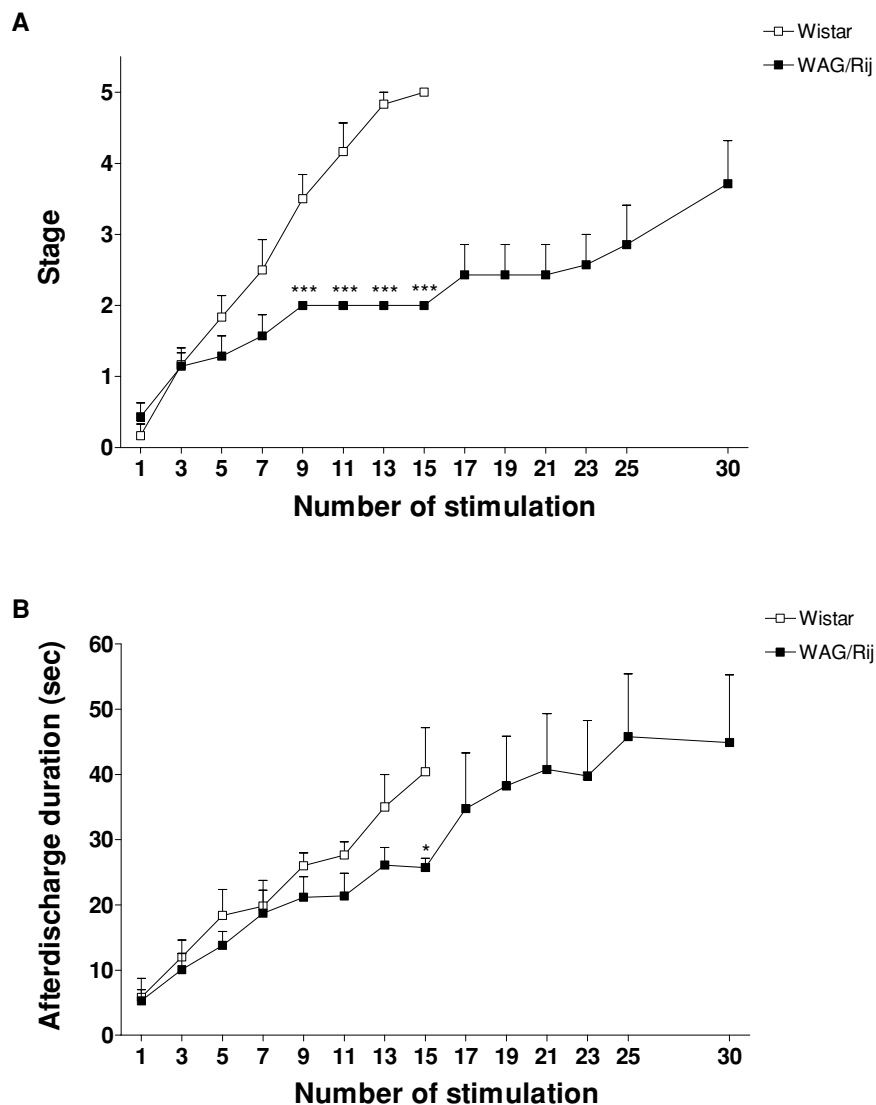 A
Wistar
WAG/Rij
5
4
3
2
1
0
Stage
*** *** *** ***
1 3 5 7 9 11 13 15 17 19 21 23 25 30
Number of stimulation
B
Wistar
WAG/Rij
60
50
40
30
20
10
0
Afterdischarge duration (sec)
*
1 3 5 7 9 11 13 15 17 19 21 23 25 30
Number of stimulation